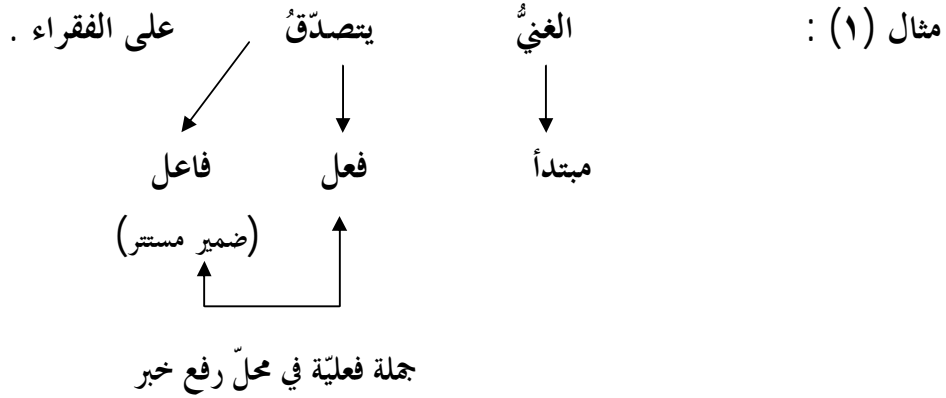 مثال (١) : الغنيُّ يتصدّقُ على الفقراء .
مبتدأ فعل فاعل
(ضمير مستتر)
جملة فعليّة في محلّ رفع خبر